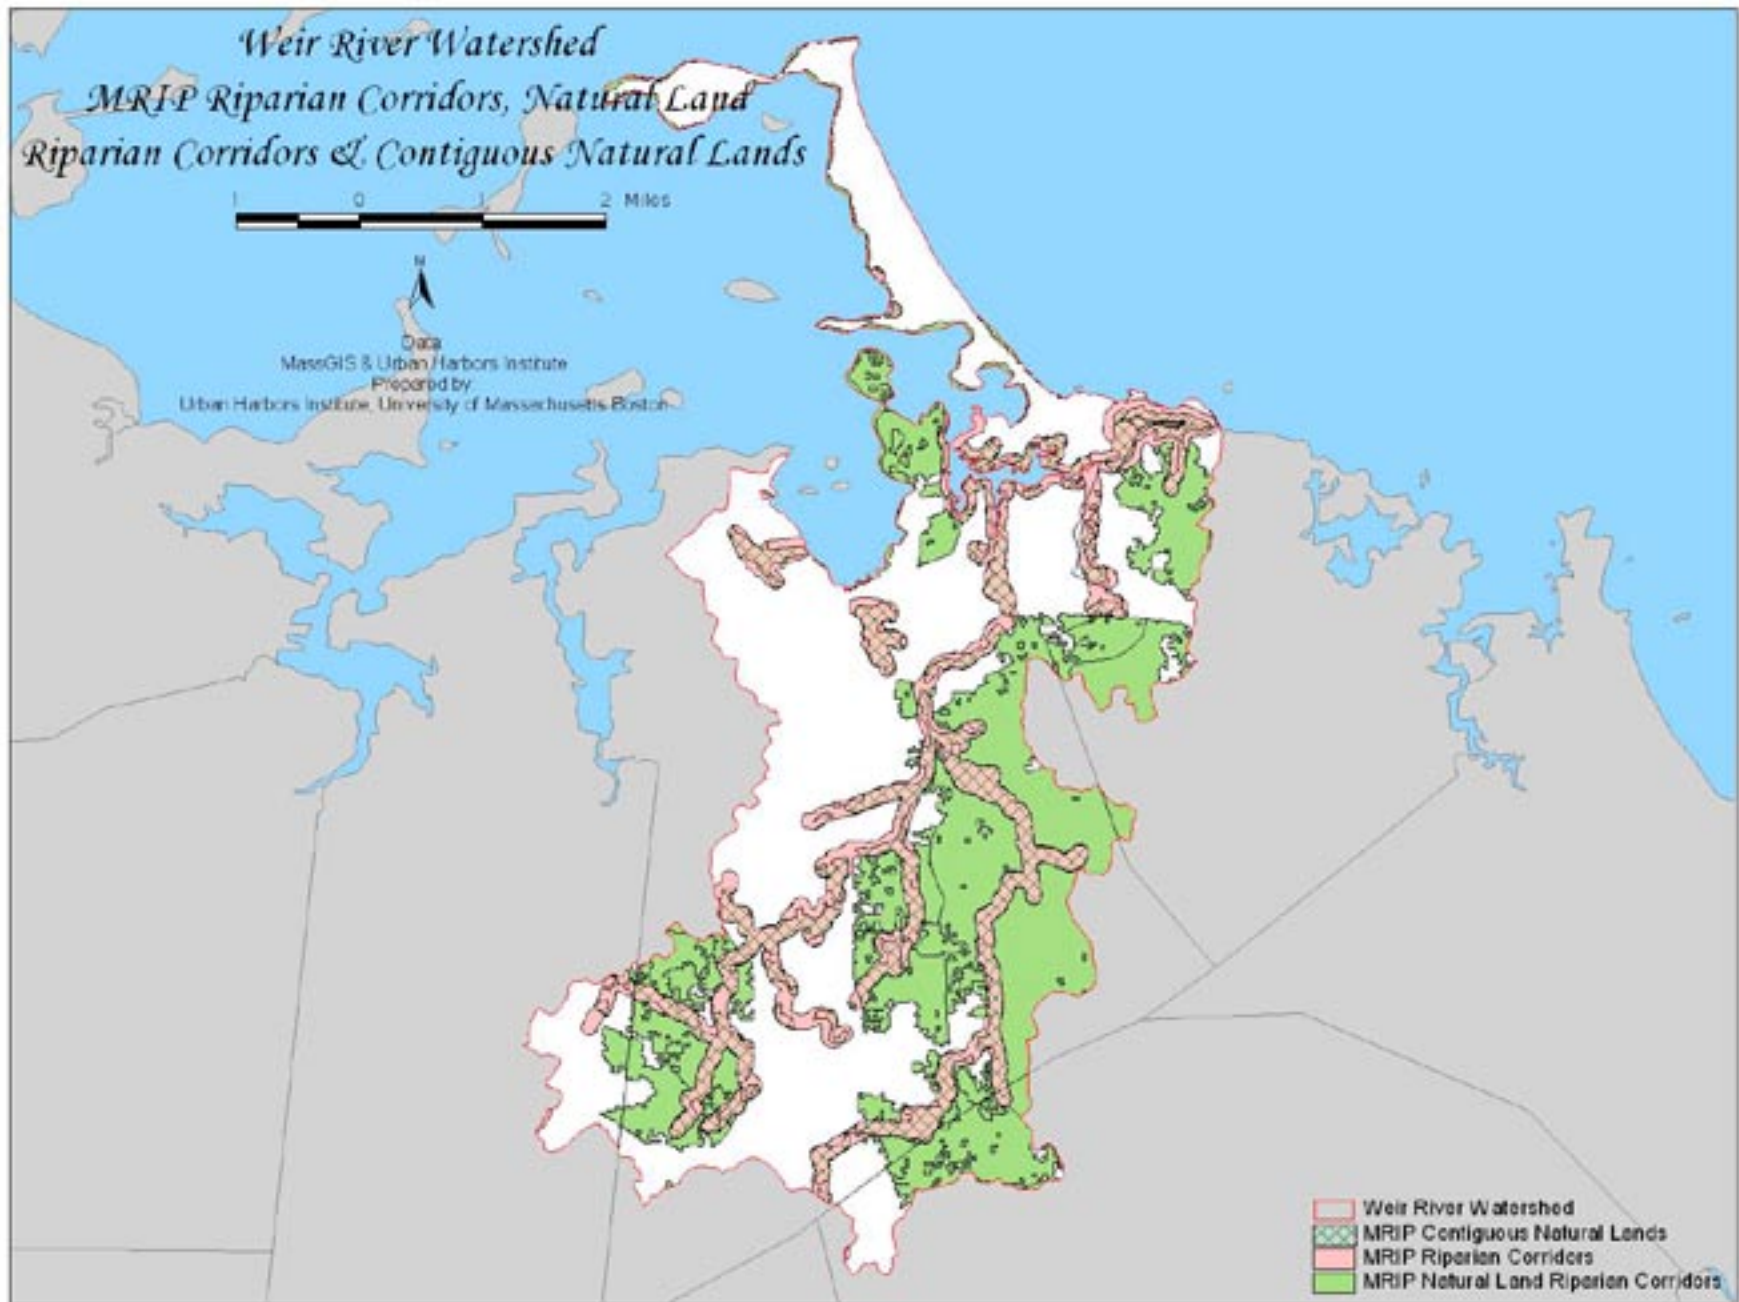 Weir River Watershed
MRIP Riparian Corridors, Natural Land
Riparian Corridors & Contiguous Natural Lands
1 0 1 2 Miles
N
Data
MassGIS & Urban Harbors Institute
Prepared by
Urban Harbors Institute, University of Massachusetts Boston
Weir River Watershed
MRIP Contiguous Natural Lands
MRIP Riparian Corridors
MRIP Natural Land Riparian Corridors